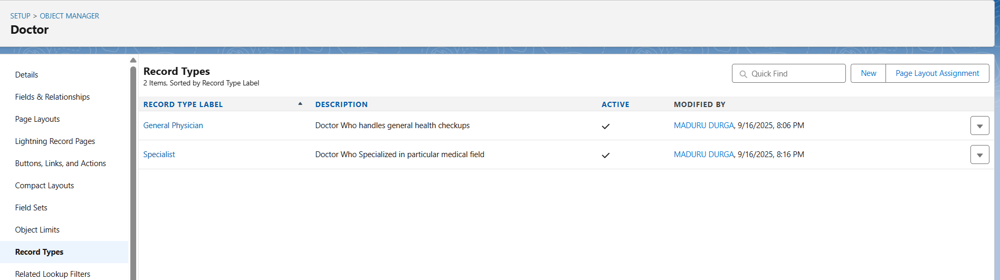 SETUP > OBJECT MANAGER
Doctor
Details
Fields & Relationships
Page Layouts
Lightning Record Pages
Buttons, Links, and Actions
Compact Layouts
Field Sets
Object Limits
Record Types
Related Lookup Filters
Record Types
2 Items, Sorted by Record Type Label
Quick Find
New
Page Layout Assignment
RECORD TYPE LABEL DESCRIPTION ACTIVE MODIFIED BY
General Physician Doctor Who handles general health checkups MADURU DURGA, 9/16/2025, 8:06 PM
Specialist Doctor Who Specialized in particular medical field MADURU DURGA, 9/16/2025, 8:16 PM